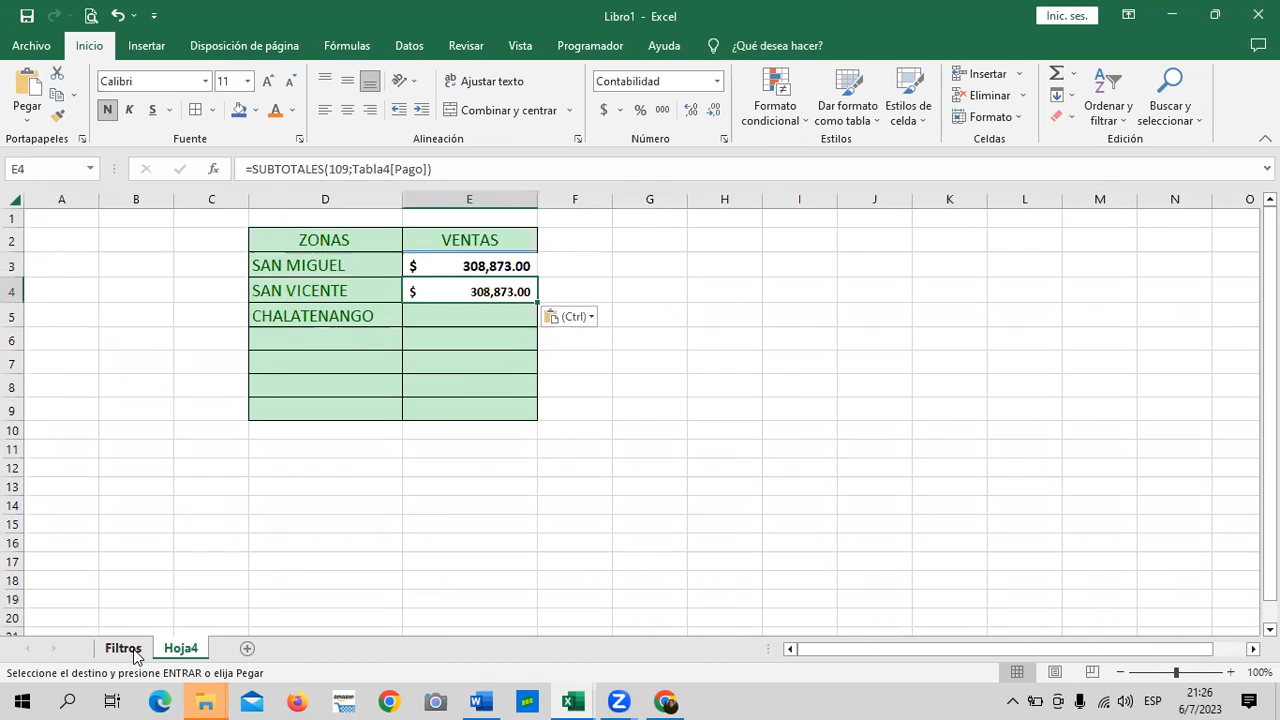 Libro1 - Excel
Inic. ses.
Archivo Inicio Insertar Disposición de página Fórmulas Datos Revisar Vista Programador Ayuda ¿Qué desea hacer?
Pegar
Portapapeles
Calibri 11
N K S
Fuente
Ajustar texto
Combinar y centrar
Alineación
Contabilidad
$ % 000
Número
Formato condicional
Dar formato como tabla
Estilos de celda
Estilos
Insertar
Eliminar
Formato
Celdas
Ordenar y filtrar
Buscar y seleccionar
Edición
E4 fx =SUBTOTALES(109;Tabla4[Pago])
A B C D E F G H I J K L M N O
1
2 ZONAS VENTAS
3 SAN MIGUEL $ 308,873.00
4 SAN VICENTE $ 308,873.00
5 CHALATENANGO (Ctrl)
6
7
8
9
10
11
12
13
14
15
16
17
18
19
20
21
Filtros Hoja4
Seleccione el destino y presione ENTRAR o elija Pegar
100%
ESP
21:26
6/7/2023